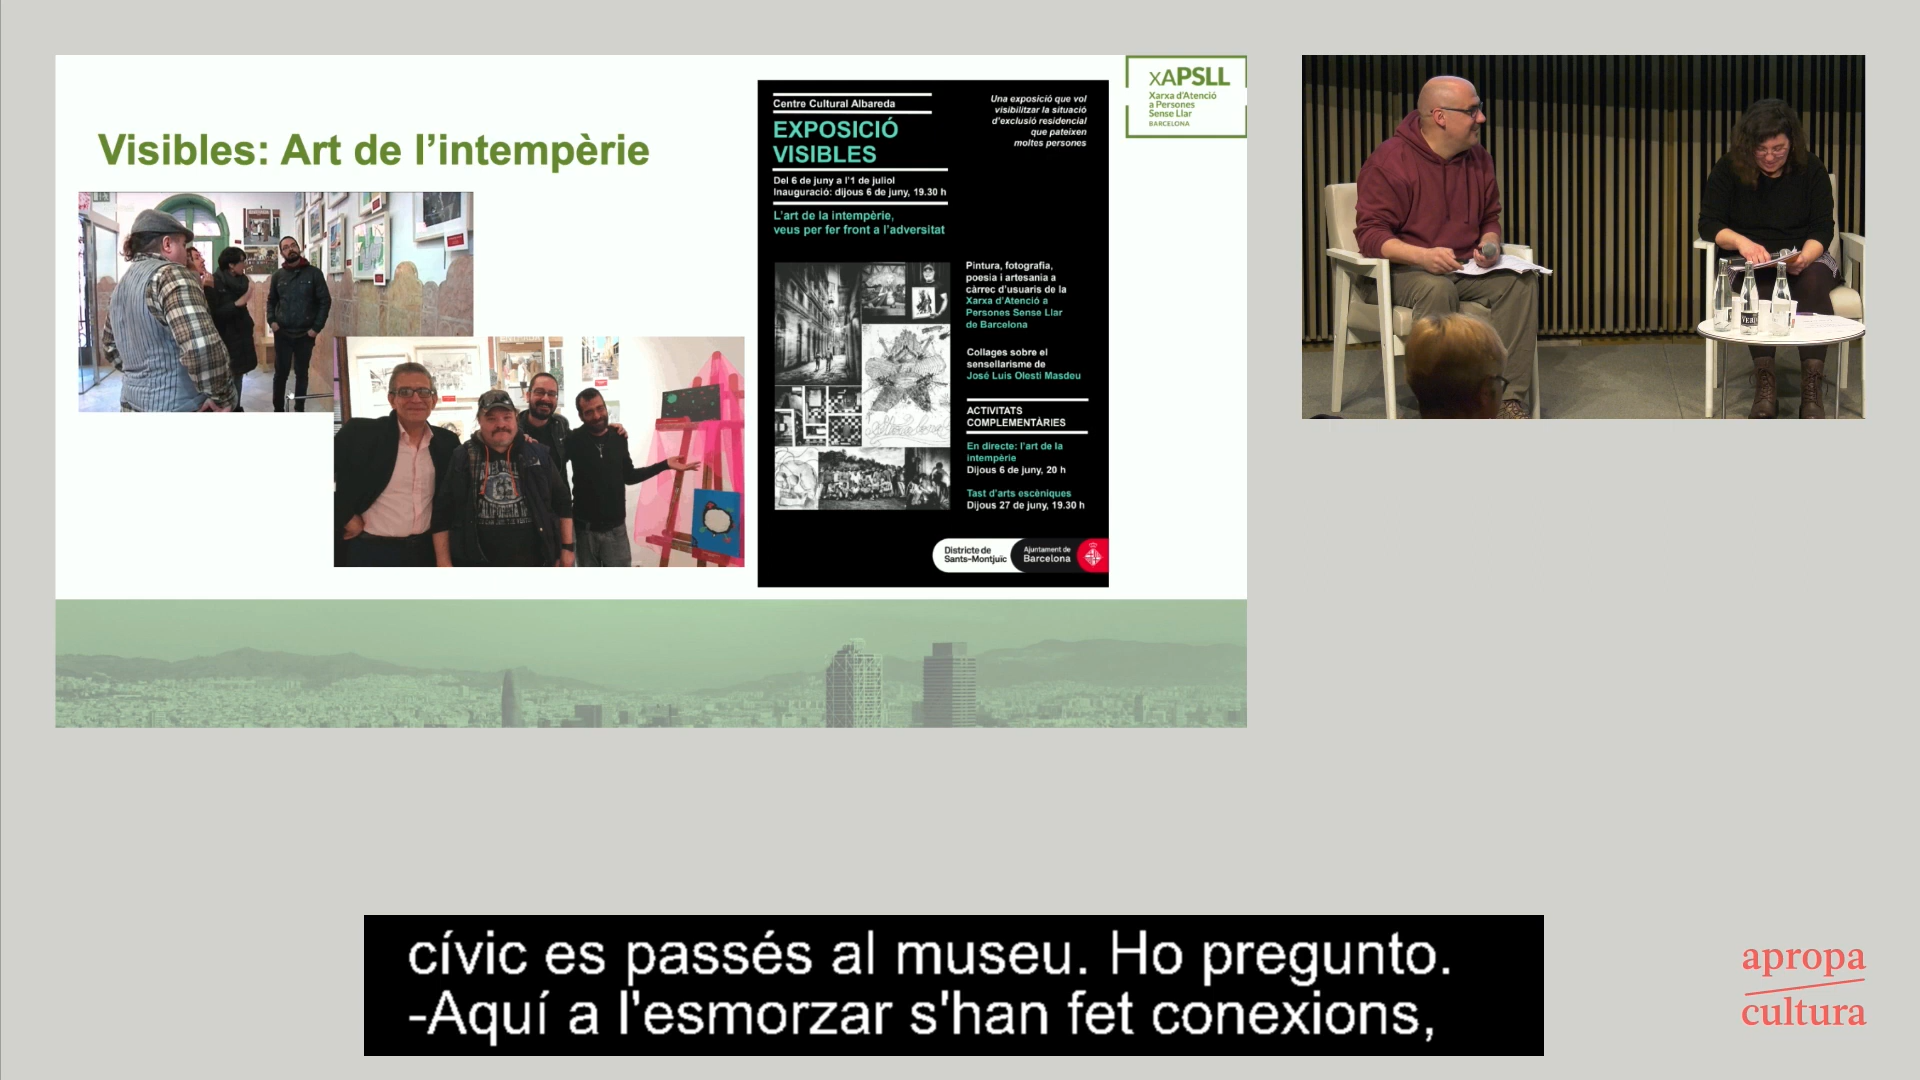 Visibles: Art de l'intempèrie
Centre Cultural Albareda
EXPOSICIÓ
VISIBLES
Del 6 de juny a l'1 de juliol
Inauguració: dijous 6 de juny, 19.30 h
L'art de la intempèrie,
veus per fer front a l'adversitat
Una exposició que vol
visibilitzar la situació
d'exclusió residencial
que pateixen
moltes persones
Pintura, fotografia,
poesia i artesania a
càrrec d'usuaris de la
Xarxa d'Atenció a
Persones Sense Llar
de Barcelona
Collages sobre el
sensellarisme de
José Luis Olesti Masdeu
ACTIVITATS
COMPLEMENTÀRIES
En directe: l'art de la
intempèrie
Dijous 6 de juny, 20 h
Tast d'arts escèniques
Dijous 27 de juny, 19.30 h
Districte de
Sants-Montjuïc
Ajuntament de
Barcelona
xAPSLL
Xarxa d'Atenció
a Persones
Sense Llar
BARCELONA
cívic es passés al museu. Ho pregunto.
-Aquí a l'esmorzar s'han fet conexions,
apropa
cultura